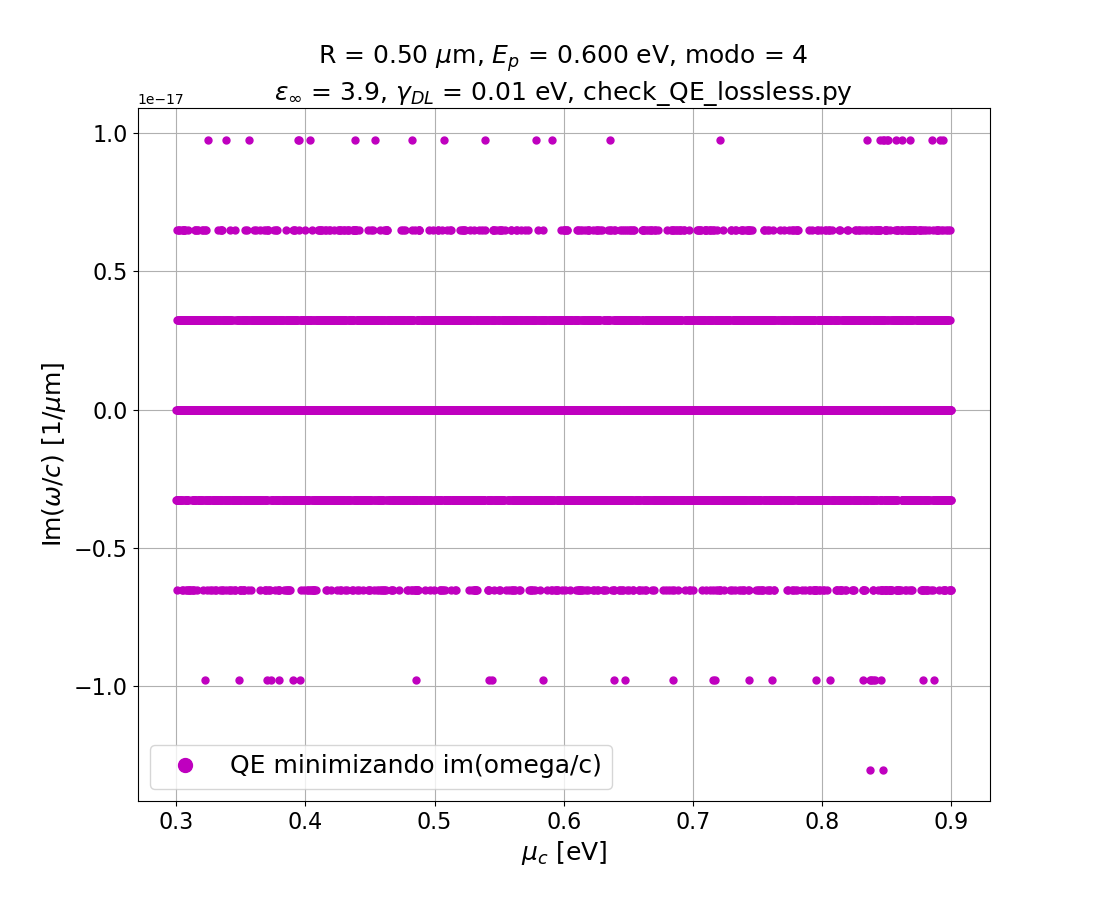 R = 0.50 μm, E_p = 0.600 eV, modo = 4
ε_∞ = 3.9, γ_DL = 0.01 eV, check_QE_lossless.py
1e−17
1.0
0.5
0.0
−0.5
−1.0
Im(ω/c) [1/μm]
QE minimizando im(omega/c)
0.3 0.4 0.5 0.6 0.7 0.8 0.9
μ_c [eV]